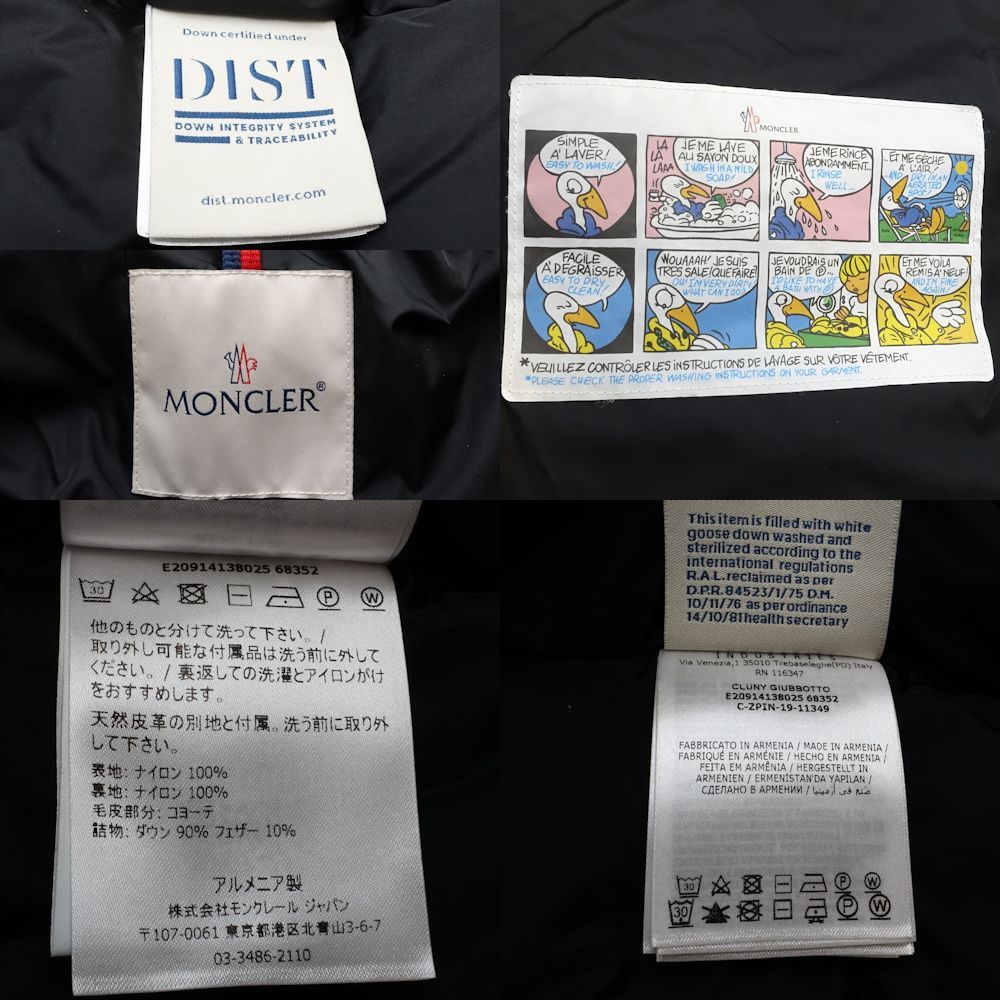 Down certified under
DIST
DOWN INTEGRITY SYSTEM
& TRACEABILITY
dist.moncler.com
MONCLER
SIMPLE
A' LAVER!
EASY TO WASH!
LA
LA
LAAA
JE ME LAVE
AU SAVON DOUX
I WASH IN A MILD
SOAP!
JE ME RINCE
ABONDAMMENT...
I RINSE
WELL...
...ET ME SECHE
A' L'AIR!
AND I DRY IN AN
AERATED
SPOT!
FACILE
A' DEGRAISSER
EASY TO DRY
CLEAN!
WOUAAAH! JE SUIS
TRES SALE! QUE FAIRE?
OH! I'M VERY DIRTY!
WHAT CAN I DO?
JE VOUDRAIS UN
BAIN DE Ⓟ...
I'D LIKE TO HAVE
A BATH WITH Ⓟ
ET ME VOILA
REMIS A' NEUF!
AND I'M FINE
AGAIN!
*VEUILLEZ CONTRÔLER LES INSTRUCTIONS DE LAVAGE SUR VÔTRE VÊTEMENT.
*PLEASE CHECK THE PROPER WASHING INSTRUCTIONS ON YOUR GARMENT.
MONCLER®
E20914138025 68352
30 P W
他のものと分けて洗って下さい。/
取り外し可能な付属品は洗う前に外して
ください。/ 裏返しての洗濯とアイロンがけ
をおすすめします。
天然皮革の別地と付属。洗う前に取り外
して下さい。
表地: ナイロン 100%
裏地: ナイロン 100%
毛皮部分: コヨーテ
詰物: ダウン 90% フェザー 10%
アルメニア製
株式会社モンクレール ジャパン
〒107-0061 東京都港区北青山3-6-7
03-3486-2110
This item is filled with white
goose down washed and
sterilized according to the
international regulations
R.A.L. reclaimed as per
D.P.R. 84523/1/75 D.M.
10/11/76 as per ordinance
14/10/81 health secretary
INDUSTRIES
Via Venezia,1 35010 Trebaseleghe(PD) Italy
RN 116347
CLUNY GIUBBOTTO
E20914138025 68352
C-ZPIN-19-11349
FABBRICATO IN ARMENIA / MADE IN ARMENIA /
FABRIQUÉ EN ARMÉNIE / HECHO EN ARMENIA /
FEITA EM ARMÊNIA / HERGESTELLT IN
ARMENIEN / ERMENISTAN'DA YAPILAN /
СДЕЛАНО В АРМЕНИИ / صنع في أرمينيا
30 P W
30 P W